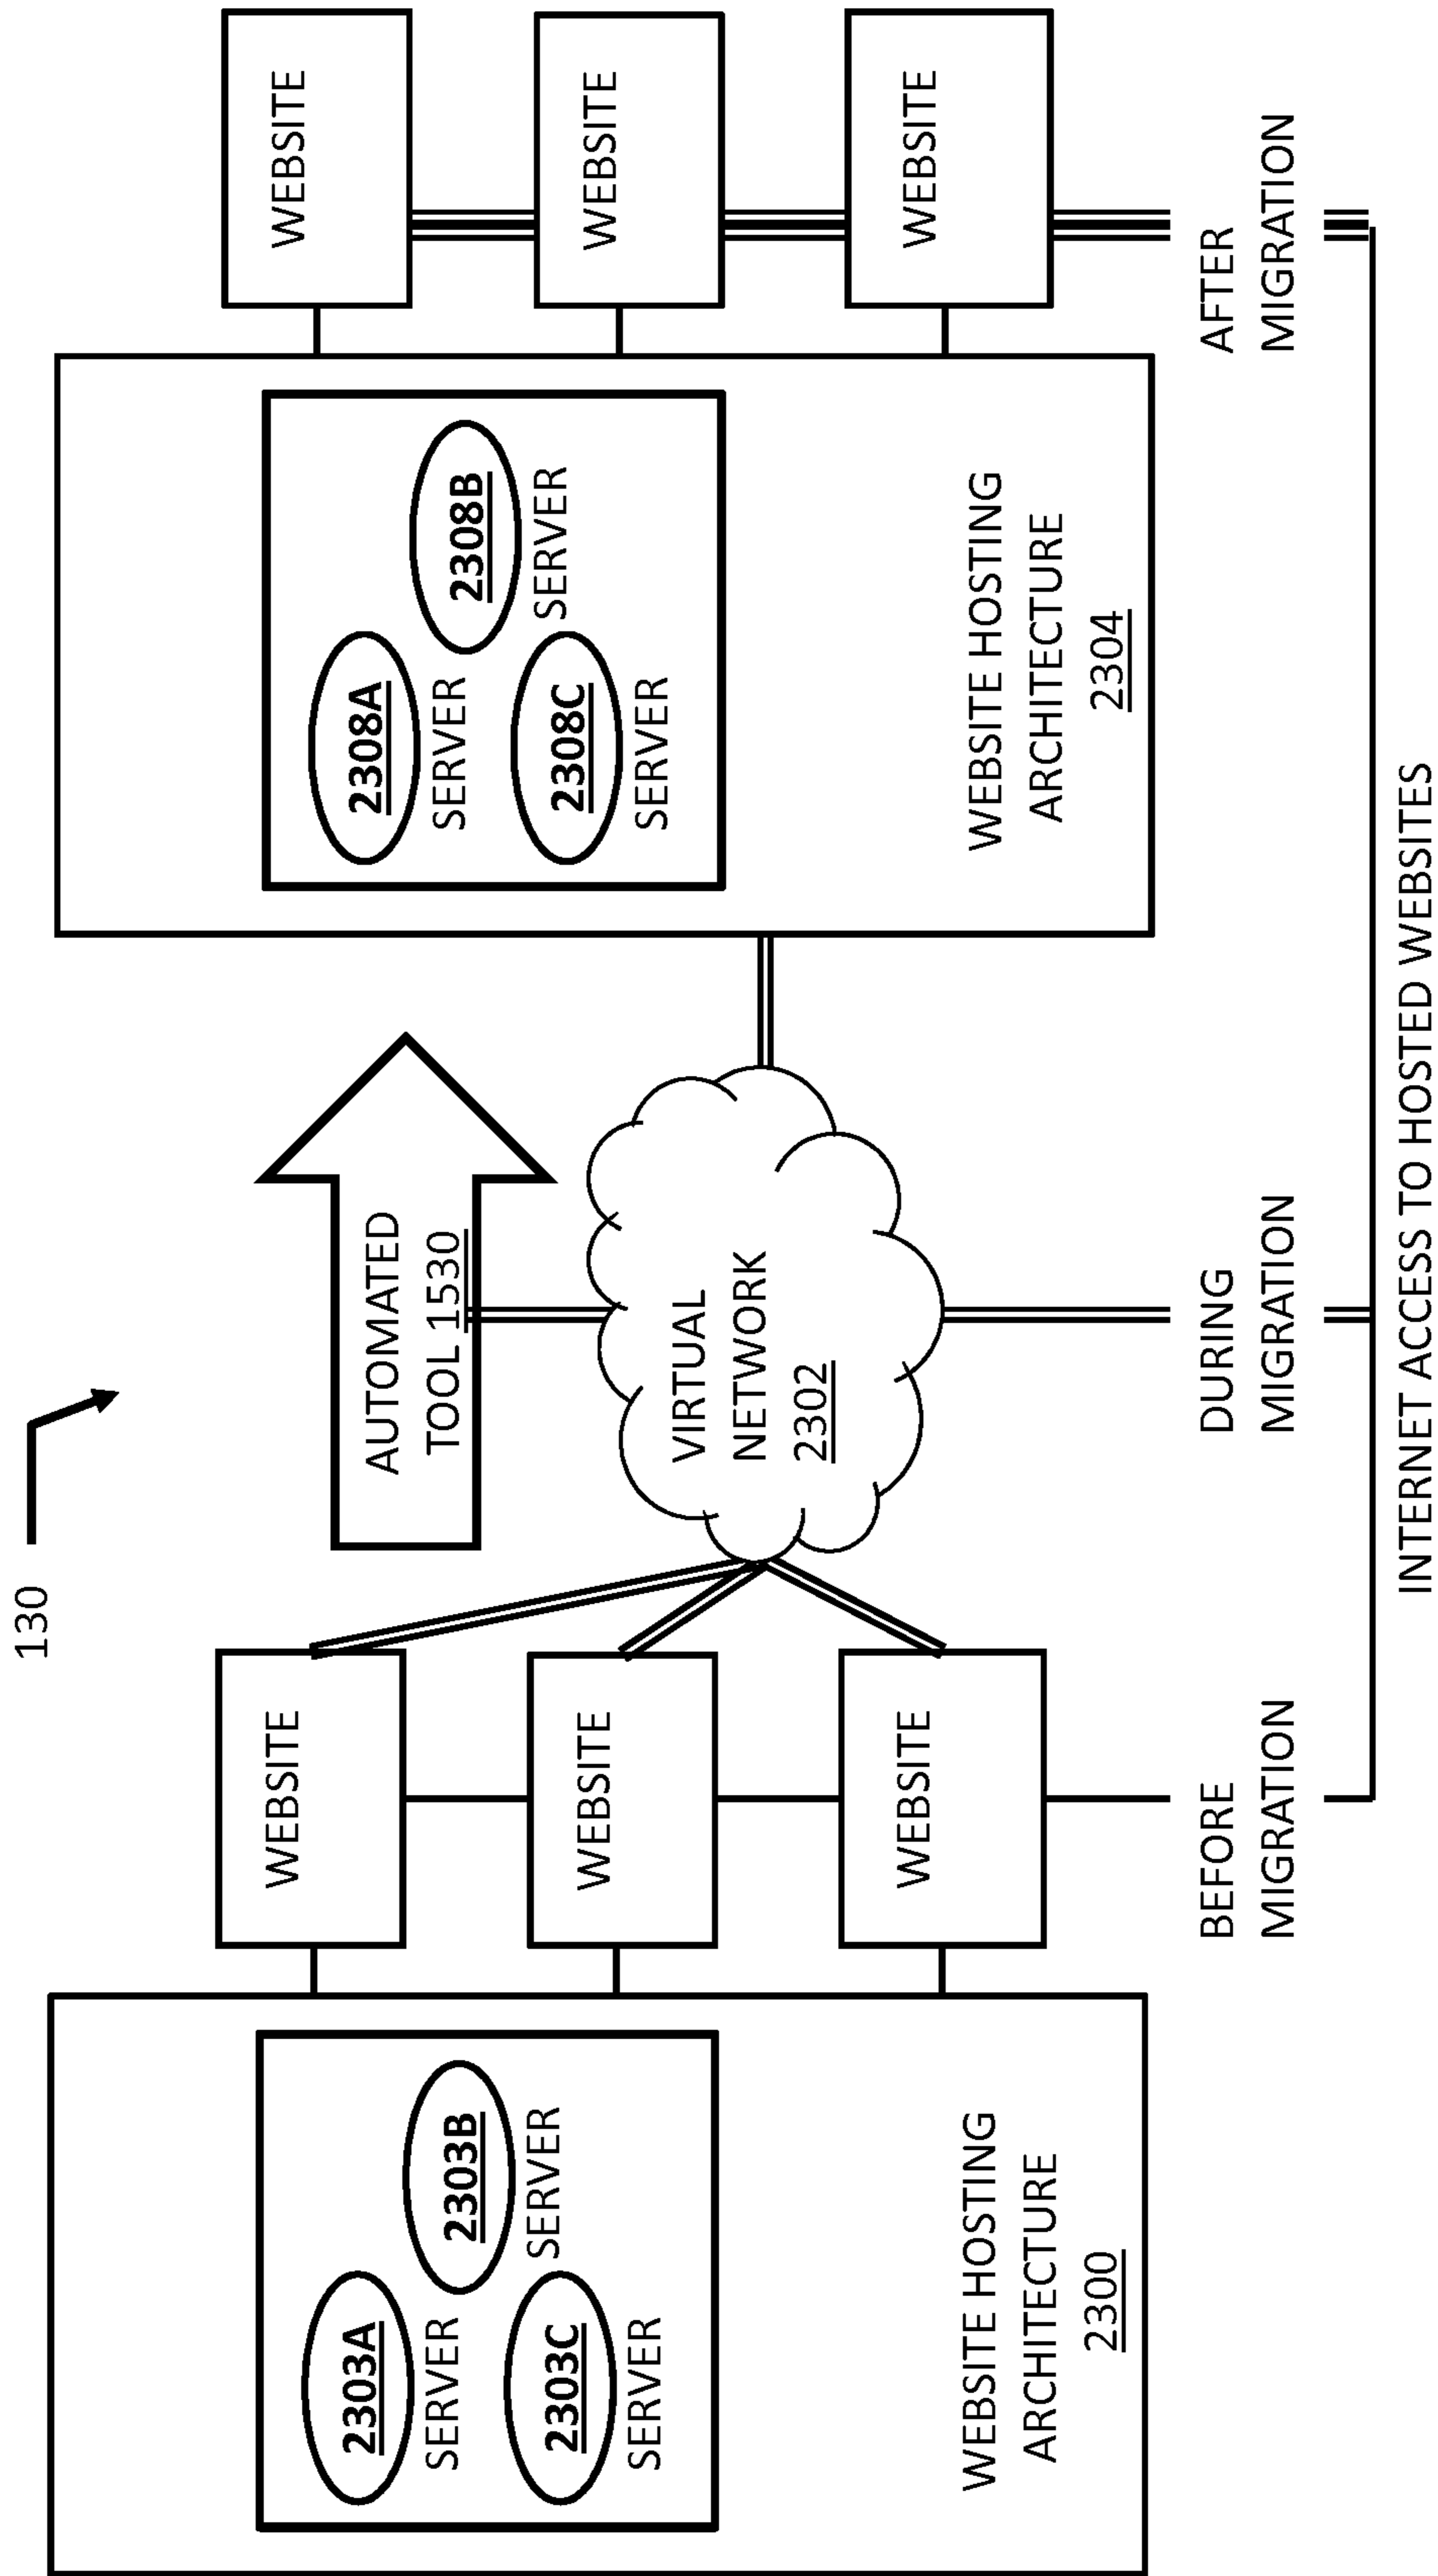 130
2303A
SERVER
2303B
SERVER
2303C
SERVER
WEBSITE HOSTING
ARCHITECTURE
2300
WEBSITE
WEBSITE
WEBSITE
AUTOMATED
TOOL 1530
VIRTUAL
NETWORK
2302
2308A
SERVER
2308B
SERVER
2308C
SERVER
WEBSITE HOSTING
ARCHITECTURE
2304
WEBSITE
WEBSITE
WEBSITE
BEFORE
MIGRATION
DURING
MIGRATION
AFTER
MIGRATION
INTERNET ACCESS TO HOSTED WEBSITES